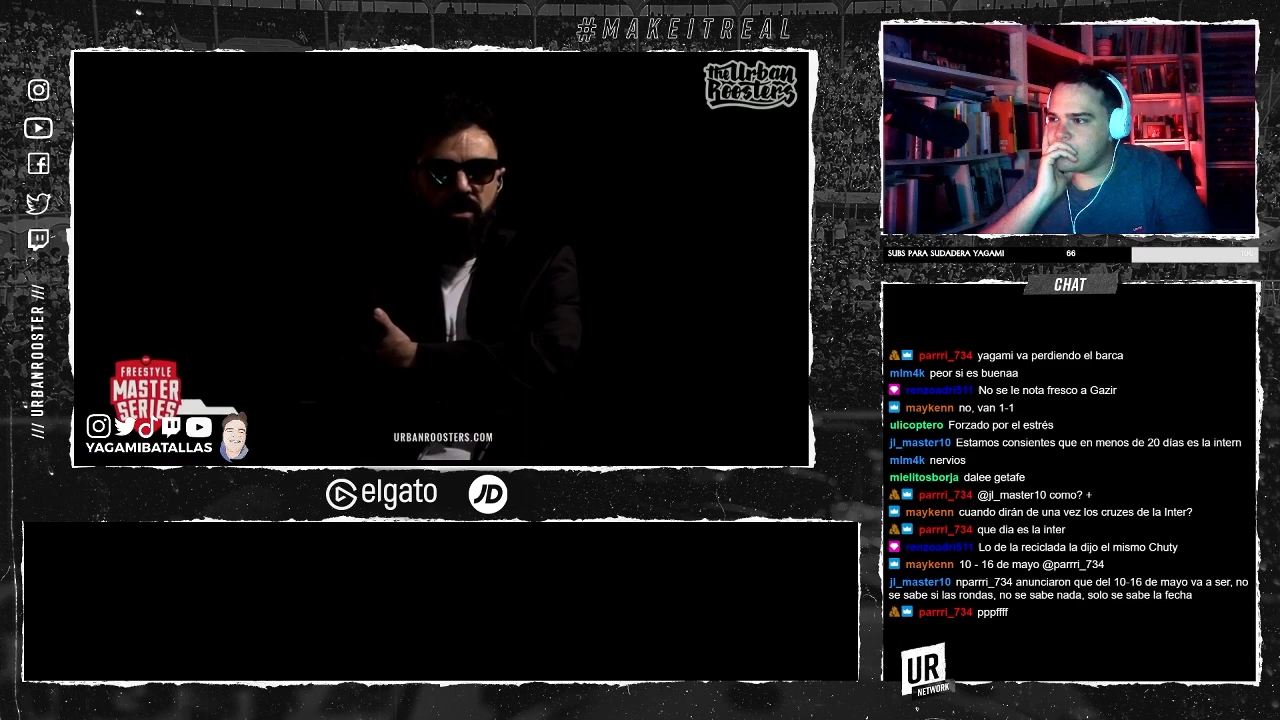 #MAKEITREAL
the Urban
Roosters
/// URBANROOSTER ///
FREESTYLE
MASTER
SERIES
YAGAMIBATALLAS
URBANROOSTERS.COM
elgato
JD
SUBS PARA SUDADERA YAGAMI 66 100
CHAT
parrri_734 yagami va perdiendo el barca
mlm4k peor si es buenaa
renzoadri511 No se le nota fresco a Gazir
maykenn no, van 1-1
ulicoptero Forzado por el estrés
jl_master10 Estamos consientes que en menos de 20 días es la intern
mlm4k nervios
mielitosborja dalee getafe
parrri_734 @jl_master10 como? +
maykenn cuando dirán de una vez los cruzes de la Inter?
parrri_734 que dia es la inter
renzoadri511 Lo de la reciclada la dijo el mismo Chuty
maykenn 10 - 16 de mayo @parrri_734
jl_master10 nparrri_734 anunciaron que del 10-16 de mayo va a ser, no
se sabe si las rondas, no se sabe nada, solo se sabe la fecha
parrri_734 pppffff
UR
NETWORK